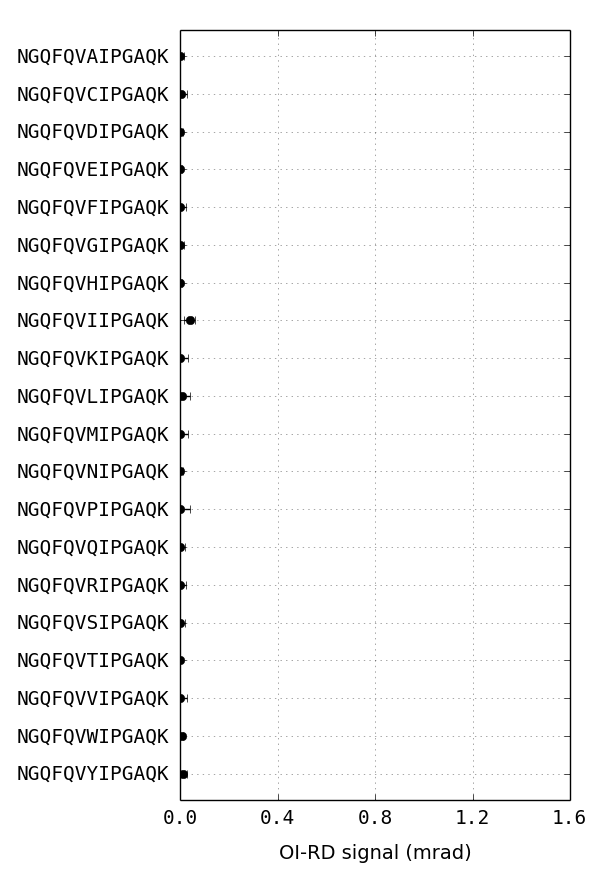 NGQFQVAIPGAQK
NGQFQVCIPGAQK
NGQFQVDIPGAQK
NGQFQVEIPGAQK
NGQFQVFIPGAQK
NGQFQVGIPGAQK
NGQFQVHIPGAQK
NGQFQVIIPGAQK
NGQFQVKIPGAQK
NGQFQVLIPGAQK
NGQFQVMIPGAQK
NGQFQVNIPGAQK
NGQFQVPIPGAQK
NGQFQVQIPGAQK
NGQFQVRIPGAQK
NGQFQVSIPGAQK
NGQFQVTIPGAQK
NGQFQVVIPGAQK
NGQFQVWIPGAQK
NGQFQVYIPGAQK
0.0 0.4 0.8 1.2 1.6
OI-RD signal (mrad)